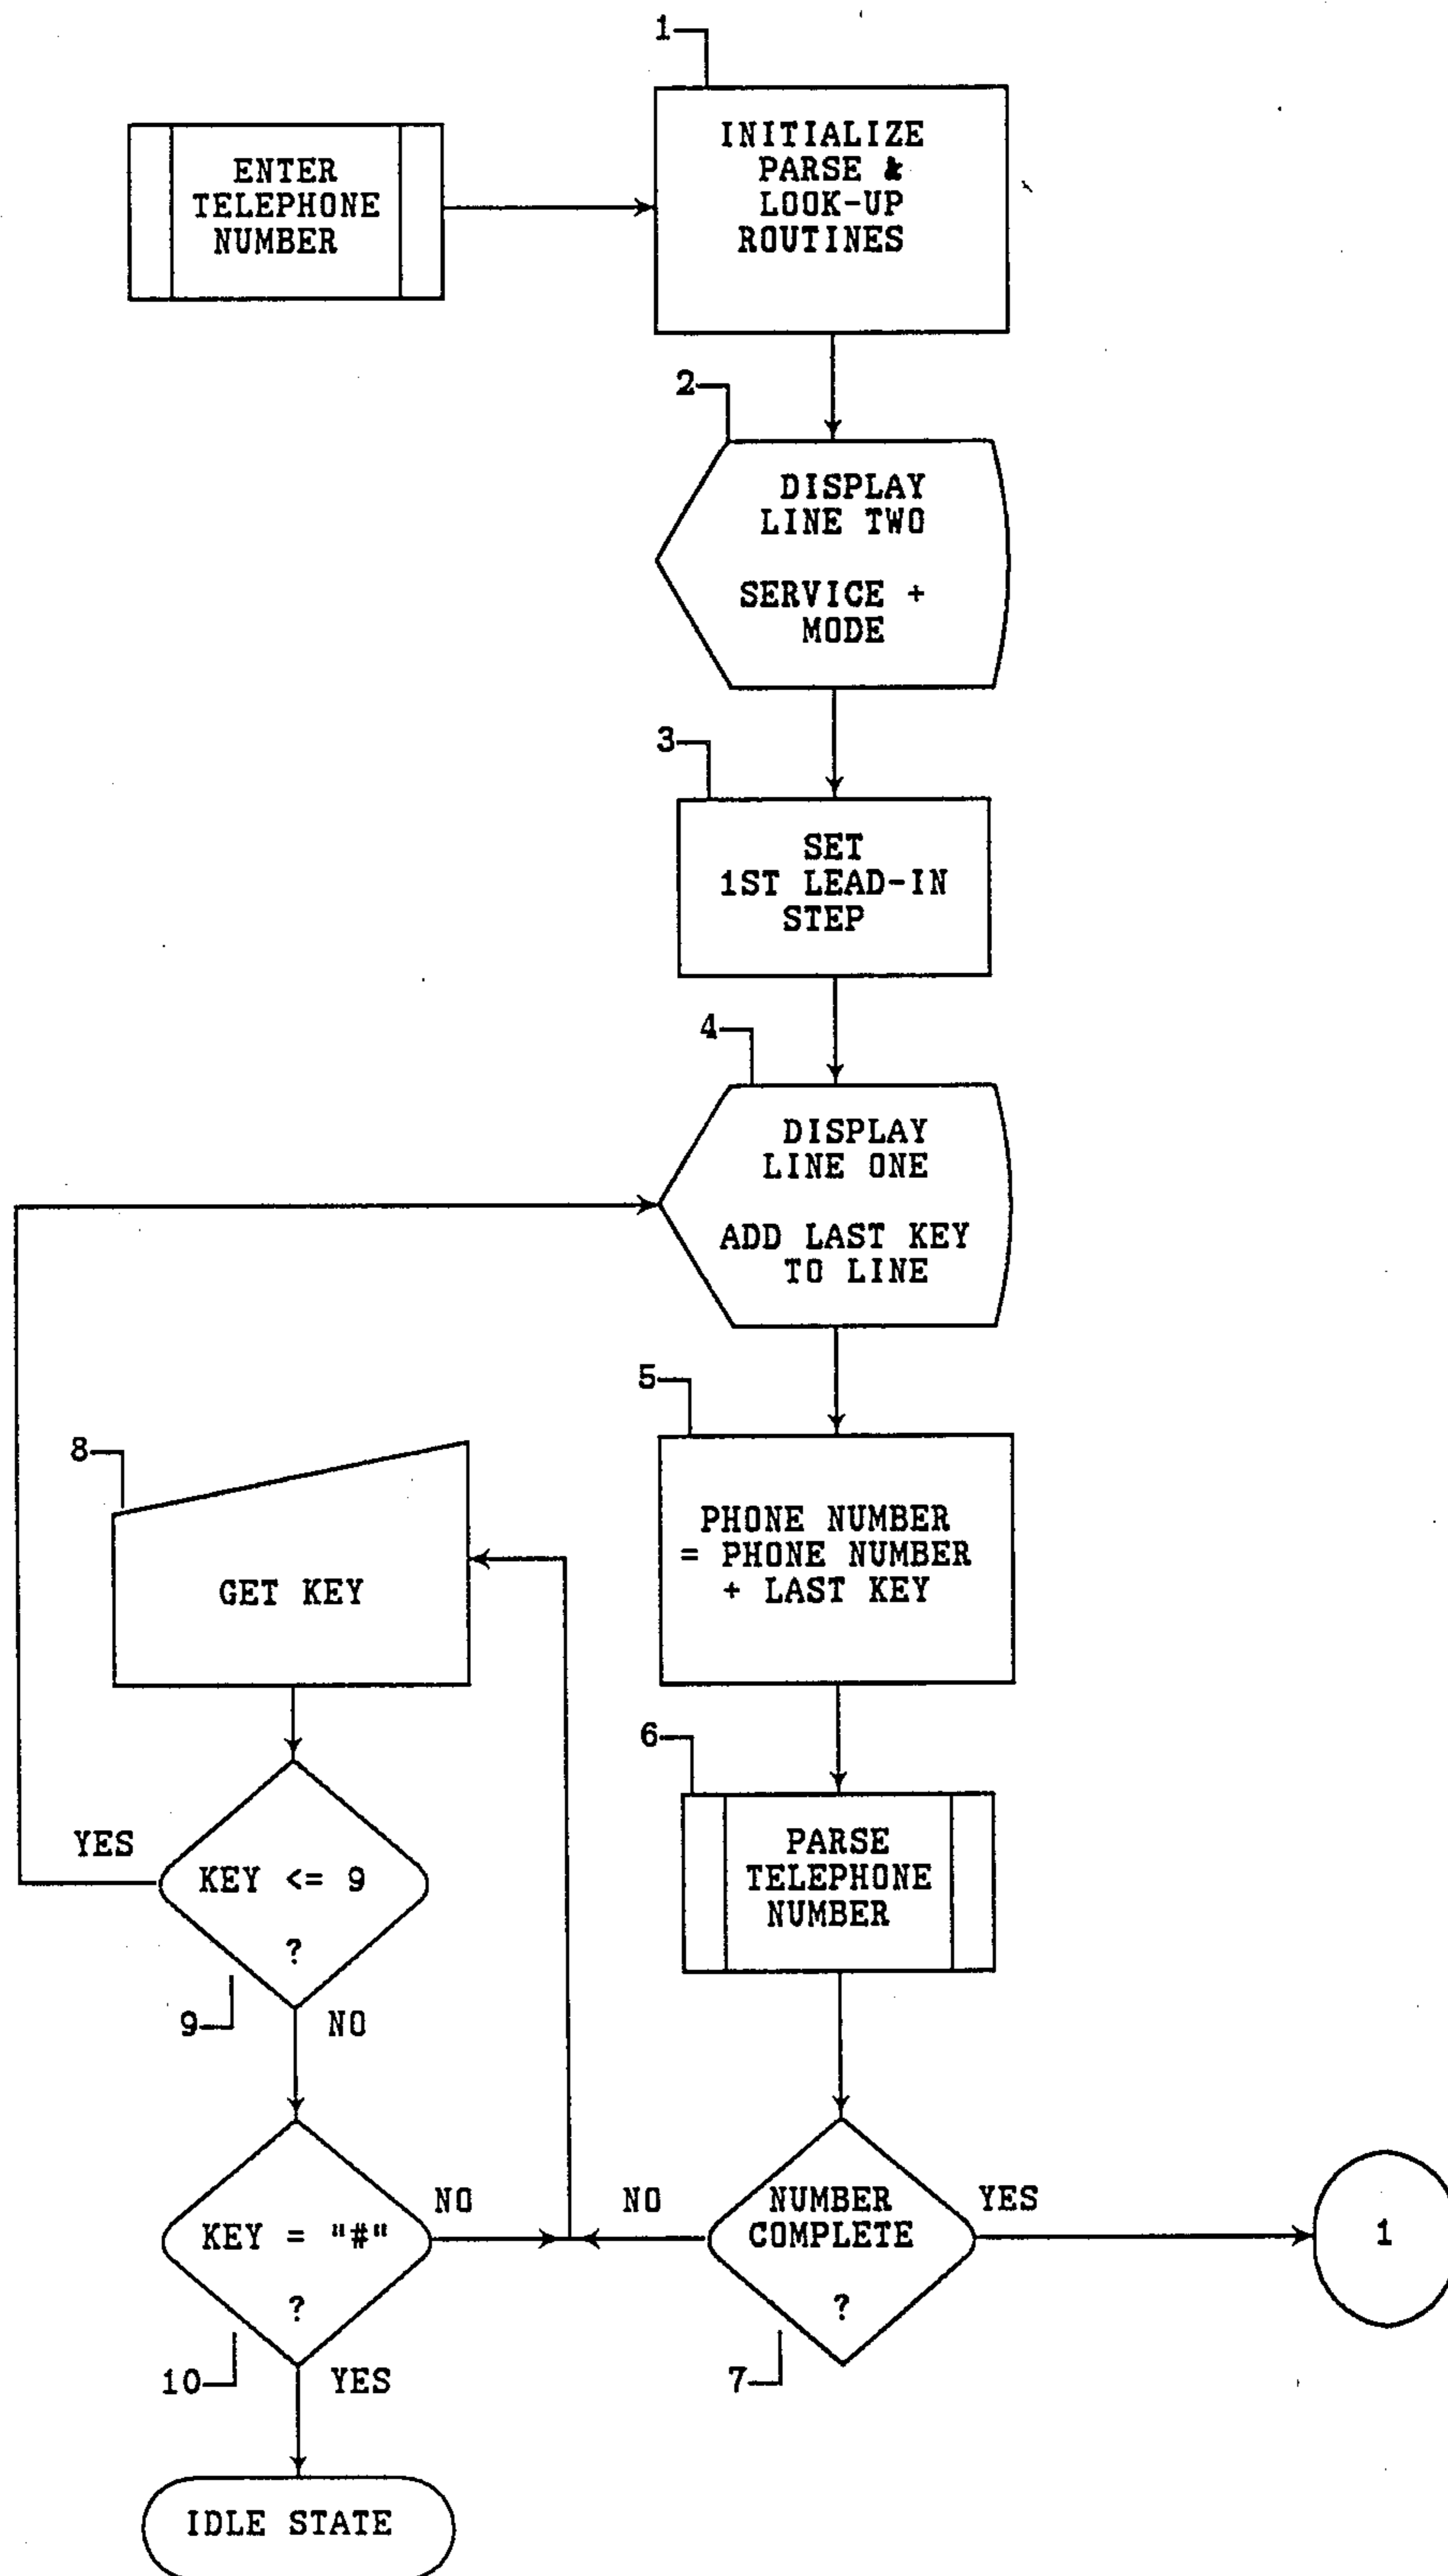 1
ENTER
TELEPHONE
NUMBER
INITIALIZE
PARSE &
LOOK-UP
ROUTINES
2
DISPLAY
LINE TWO
SERVICE +
MODE
3
SET
1ST LEAD-IN
STEP
4
DISPLAY
LINE ONE
ADD LAST KEY
TO LINE
5
PHONE NUMBER
= PHONE NUMBER
+ LAST KEY
6
PARSE
TELEPHONE
NUMBER
7
NUMBER
COMPLETE
?
YES
1
NO
8
GET KEY
9
KEY <= 9
?
YES
NO
10
KEY = "#"
?
NO
YES
IDLE STATE